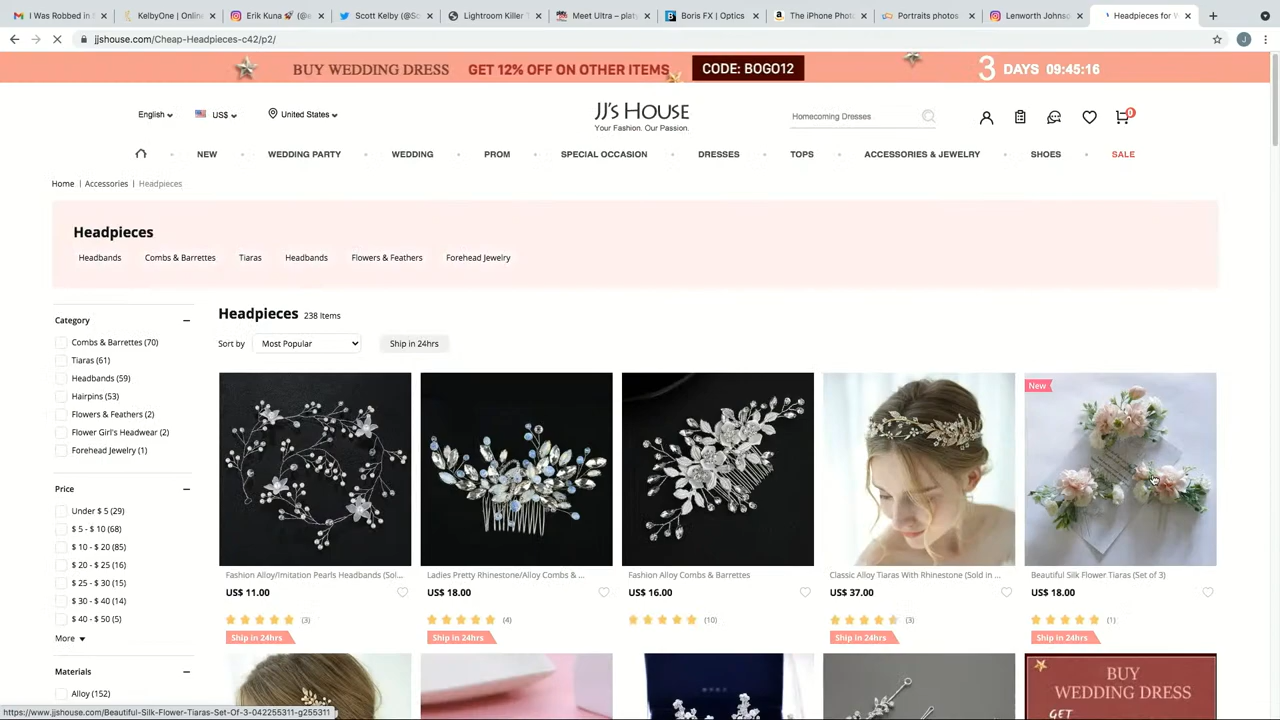 I Was Robbed in
KelbyOne | Online
Erik Kuna
Scott Kelby (@S
Lightroom Killer T
Meet Ultra – platy
Boris FX | Optics
The iPhone Phot
Portraits photos
Lenworth Johns
Headpieces for
jjshouse.com/Cheap-Headpieces-c42/p2/
BUY WEDDING DRESS GET 12% OFF ON OTHER ITEMS CODE: BOGO12 3 DAYS 09:45:16
English US$ United States
JJ's HOUSE
Your Fashion. Our Passion.
Homecoming Dresses
0
NEW WEDDING PARTY WEDDING PROM SPECIAL OCCASION DRESSES TOPS ACCESSORIES & JEWELRY SHOES SALE
Home | Accessories | Headpieces
Headpieces
Headbands Combs & Barrettes Tiaras Headbands Flowers & Feathers Forehead Jewelry
Category −
Combs & Barrettes (70)
Tiaras (61)
Headbands (59)
Hairpins (53)
Flowers & Feathers (2)
Flower Girl's Headwear (2)
Forehead Jewelry (1)
Price −
Under $ 5 (29)
$ 5 - $ 10 (68)
$ 10 - $ 20 (85)
$ 20 - $ 25 (16)
$ 25 - $ 30 (15)
$ 30 - $ 40 (14)
$ 40 - $ 50 (5)
More
Materials −
Alloy (152)
Headpieces 238 Items
Sort by Most Popular Ship in 24hrs
New
Fashion Alloy/Imitation Pearls Headbands (Sol...
US$ 11.00
(3)
Ship in 24hrs
Ladies Pretty Rhinestone/Alloy Combs & ...
US$ 18.00
(4)
Ship in 24hrs
Fashion Alloy Combs & Barrettes
US$ 16.00
(10)
Classic Alloy Tiaras With Rhinestone (Sold in ...
US$ 37.00
(3)
Ship in 24hrs
Beautiful Silk Flower Tiaras (Set of 3)
US$ 18.00
(1)
Ship in 24hrs
BUY
WEDDING DRESS
GET
https://www.jjshouse.com/Beautiful-Silk-Flower-Tiaras-Set-Of-3-042255311-g255311